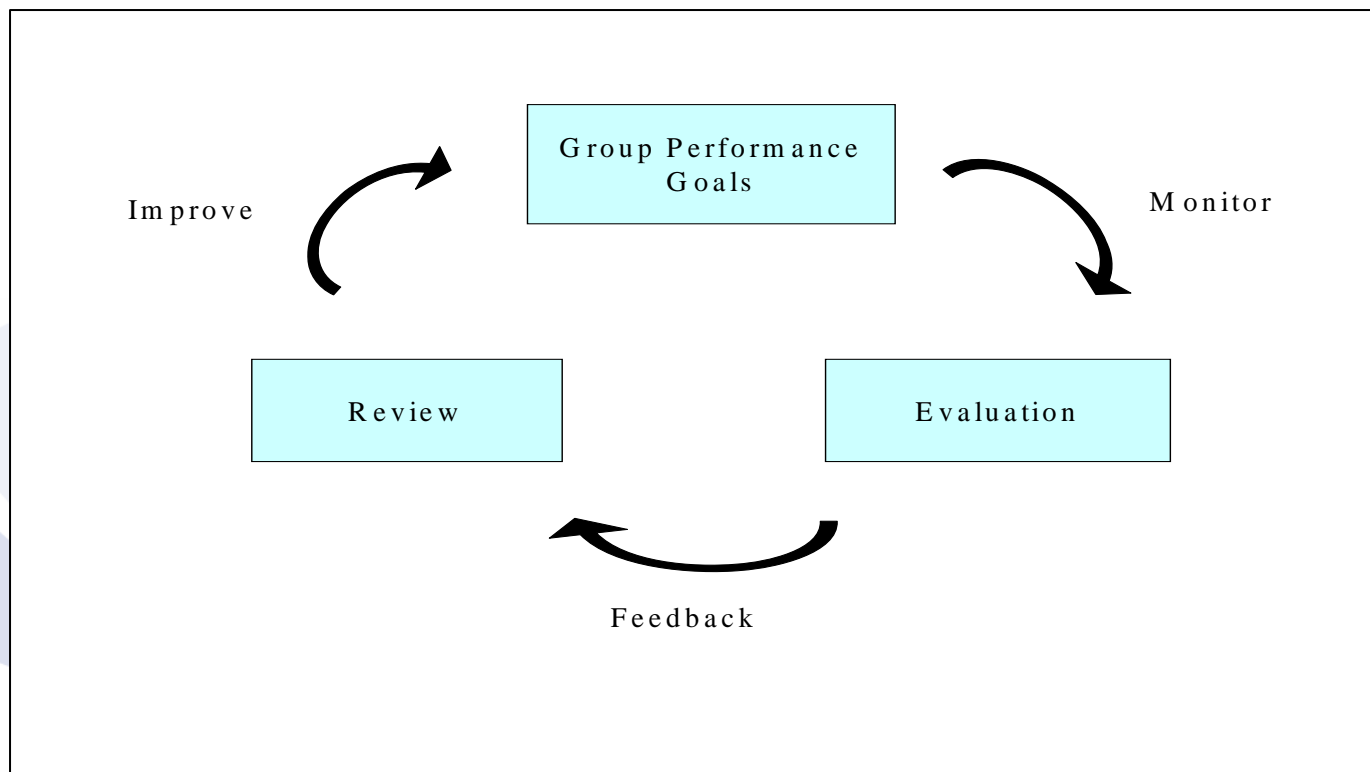 Group Performance
Goals
Improve
Monitor
Review
Evaluation
Feedback